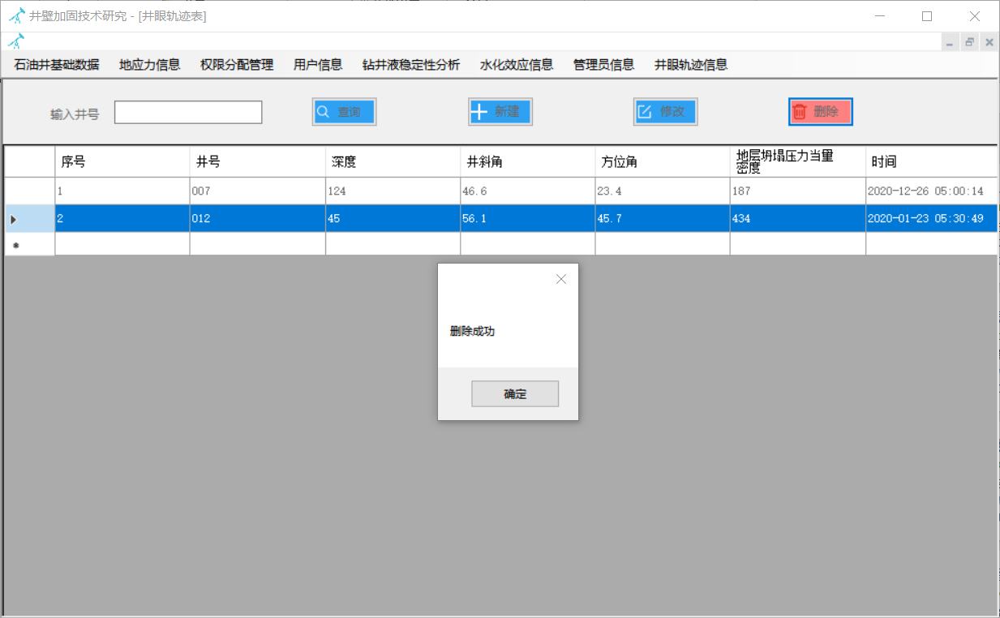 井壁加固技术研究 - [井眼轨迹表]
石油井基础数据 地应力信息 权限分配管理 用户信息 钻井液稳定性分析 水化效应信息 管理员信息 井眼轨迹信息
输入井号 查询 新建 修改 删除
序号 井号 深度 井斜角 方位角 地层坍塌压力当量 时间
密度
1 007 124 46.6 23.4 187 2020-12-26 05:00:14
2 012 45 56.1 45.7 434 2020-01-23 05:30:49
删除成功
确定